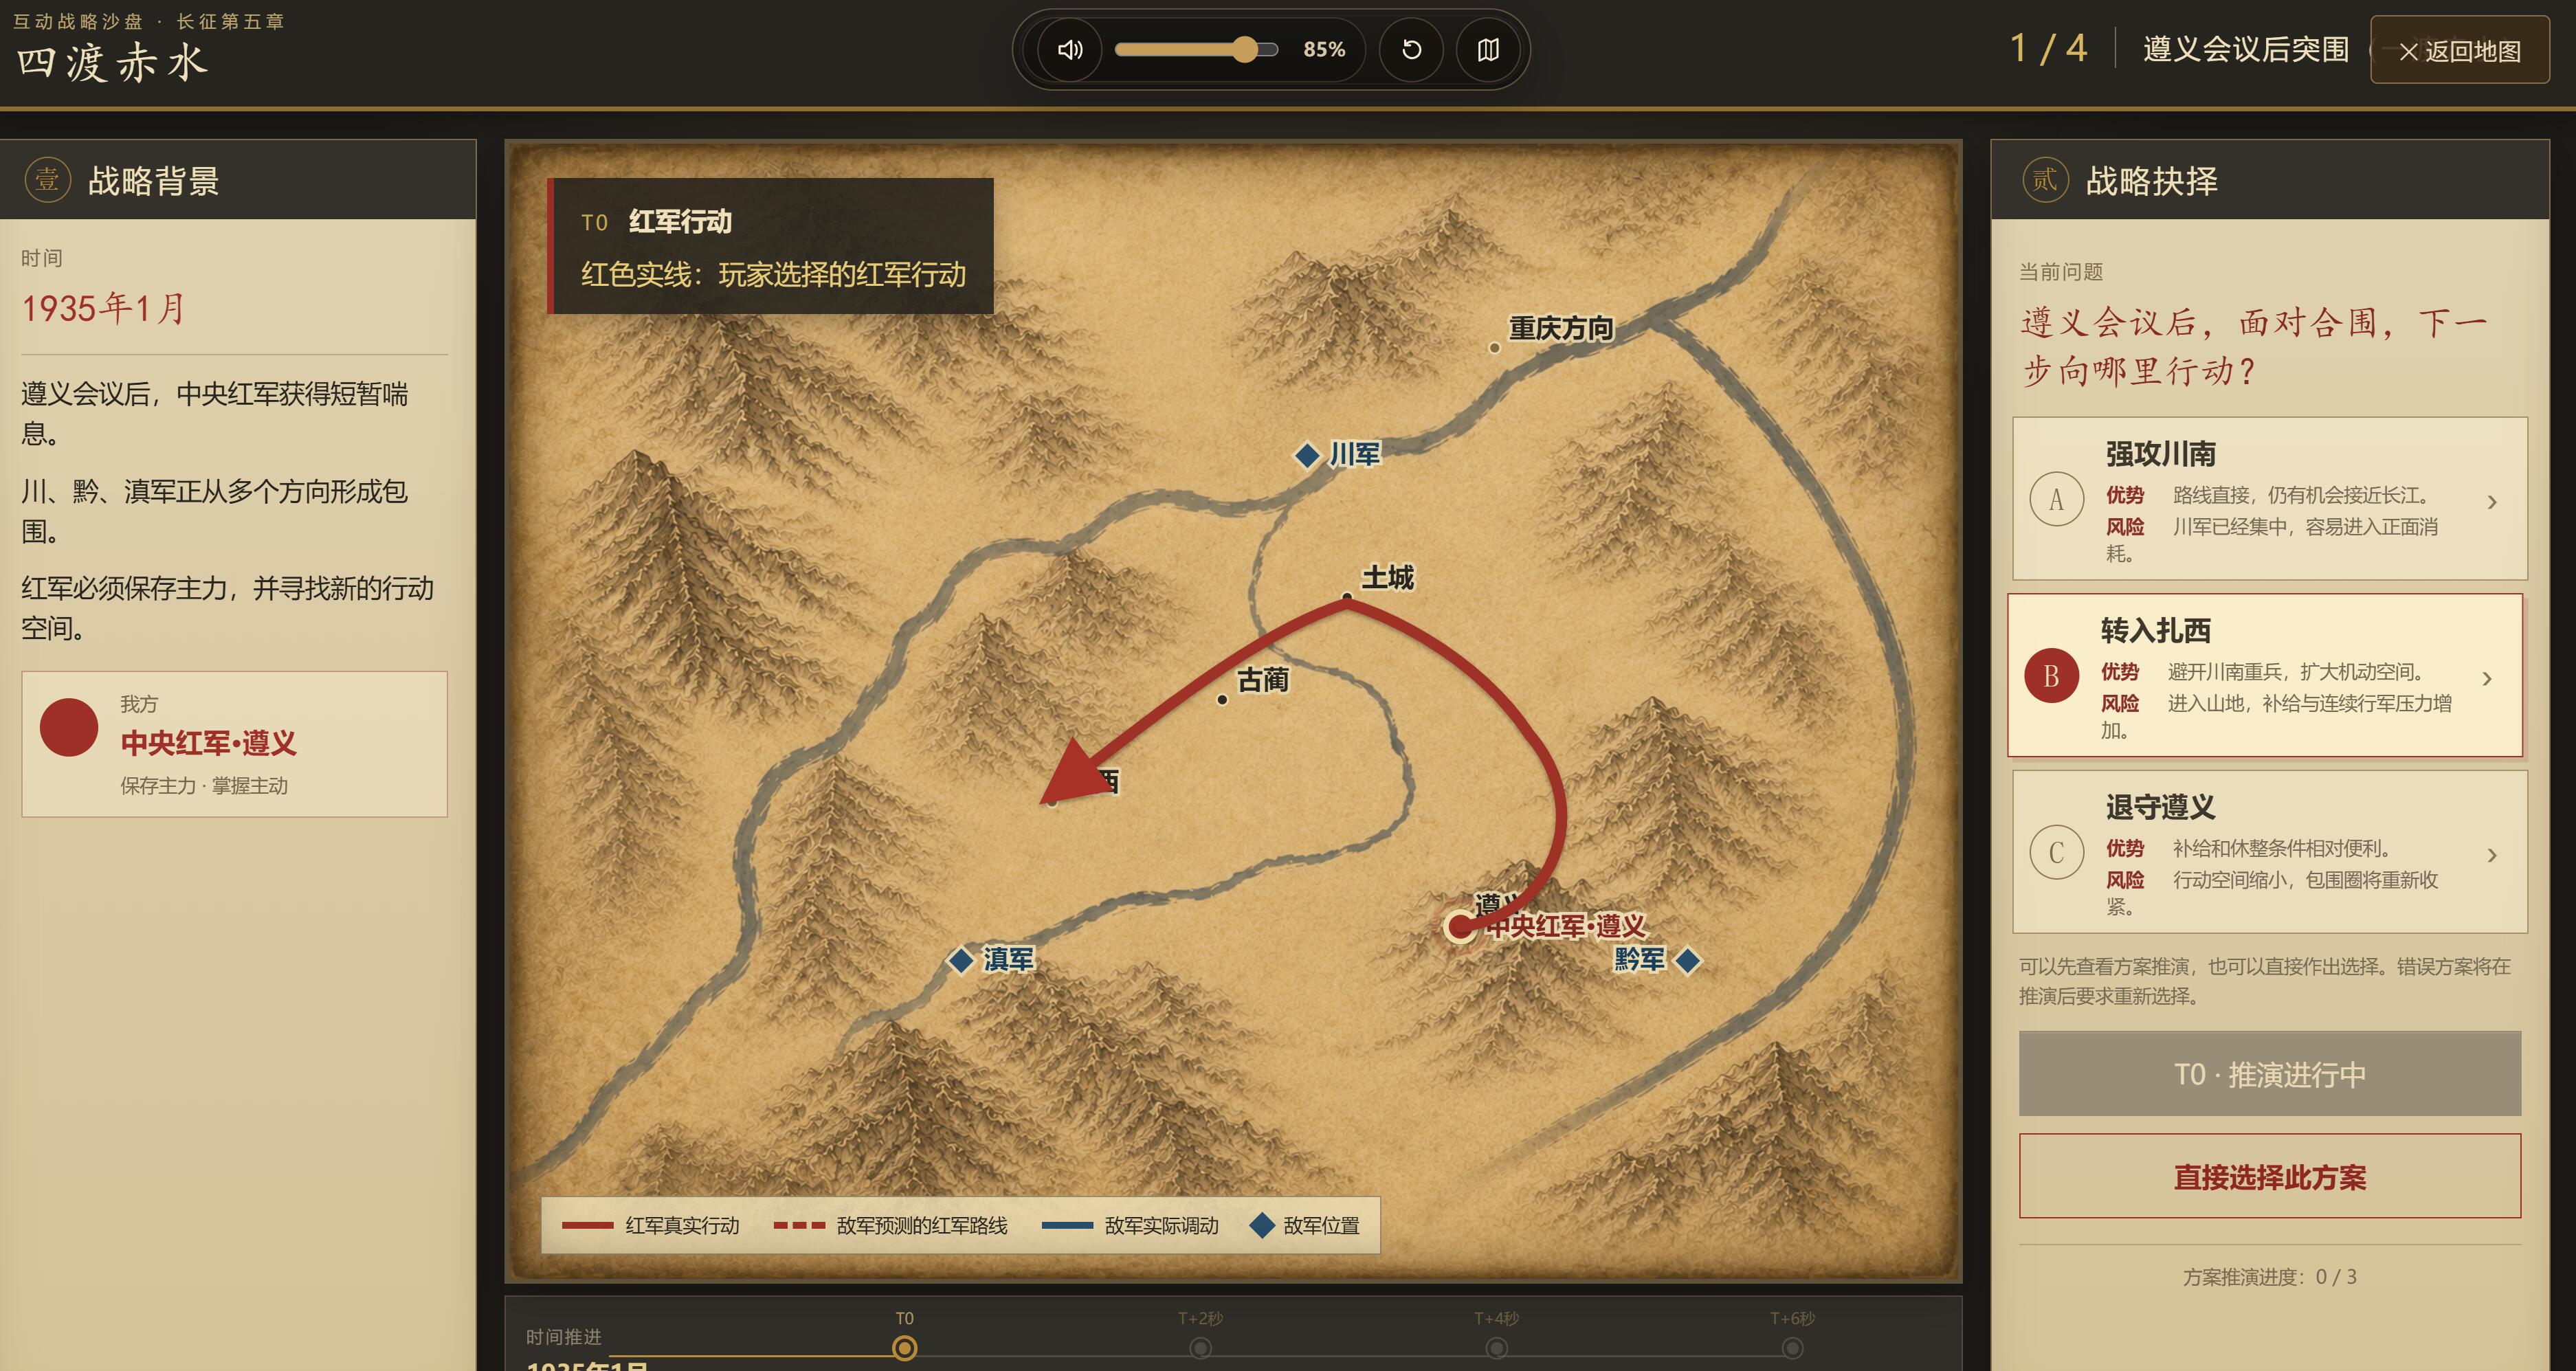 互动战略沙盘 · 长征第五章
四渡赤水
85%
1 / 4
遵义会议后突围
×返回地图
壹 战略背景
时间
1935年1月
遵义会议后，中央红军获得短暂喘
息。
川、黔、滇军正从多个方向形成包
围。
红军必须保存主力，并寻找新的行动
空间。
我方
中央红军·遵义
保存主力 · 掌握主动
T0 红军行动
红色实线：玩家选择的红军行动
重庆方向
川军
土城
古蔺
西
遵义
中央红军·遵义
滇军
黔军
红军真实行动
敌军预测的红军路线
敌军实际调动
敌军位置
时间推进
1935年1月
T0
T+2秒
T+4秒
T+6秒
贰 战略抉择
当前问题
遵义会议后，面对合围，下一
步向哪里行动？
A
强攻川南
优势 路线直接，仍有机会接近长江。
风险 川军已经集中，容易进入正面消
耗。
›
B
转入扎西
优势 避开川南重兵，扩大机动空间。
风险 进入山地，补给与连续行军压力增
加。
›
C
退守遵义
优势 补给和休整条件相对便利。
风险 行动空间缩小，包围圈将重新收
紧。
›
可以先查看方案推演，也可以直接作出选择。错误方案将在
推演后要求重新选择。
T0 · 推演进行中
直接选择此方案
方案推演进度：0 / 3